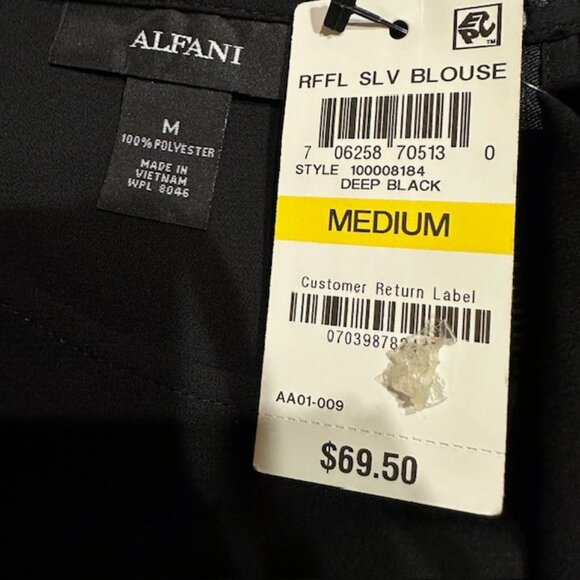 ALFANI
M
100% POLYESTER
MADE IN
VIETNAM
WPL 8046
RFFL SLV BLOUSE
7 06258 70513 0
STYLE 100008184
DEEP BLACK
MEDIUM
Customer Return Label
AA01-009
$69.50